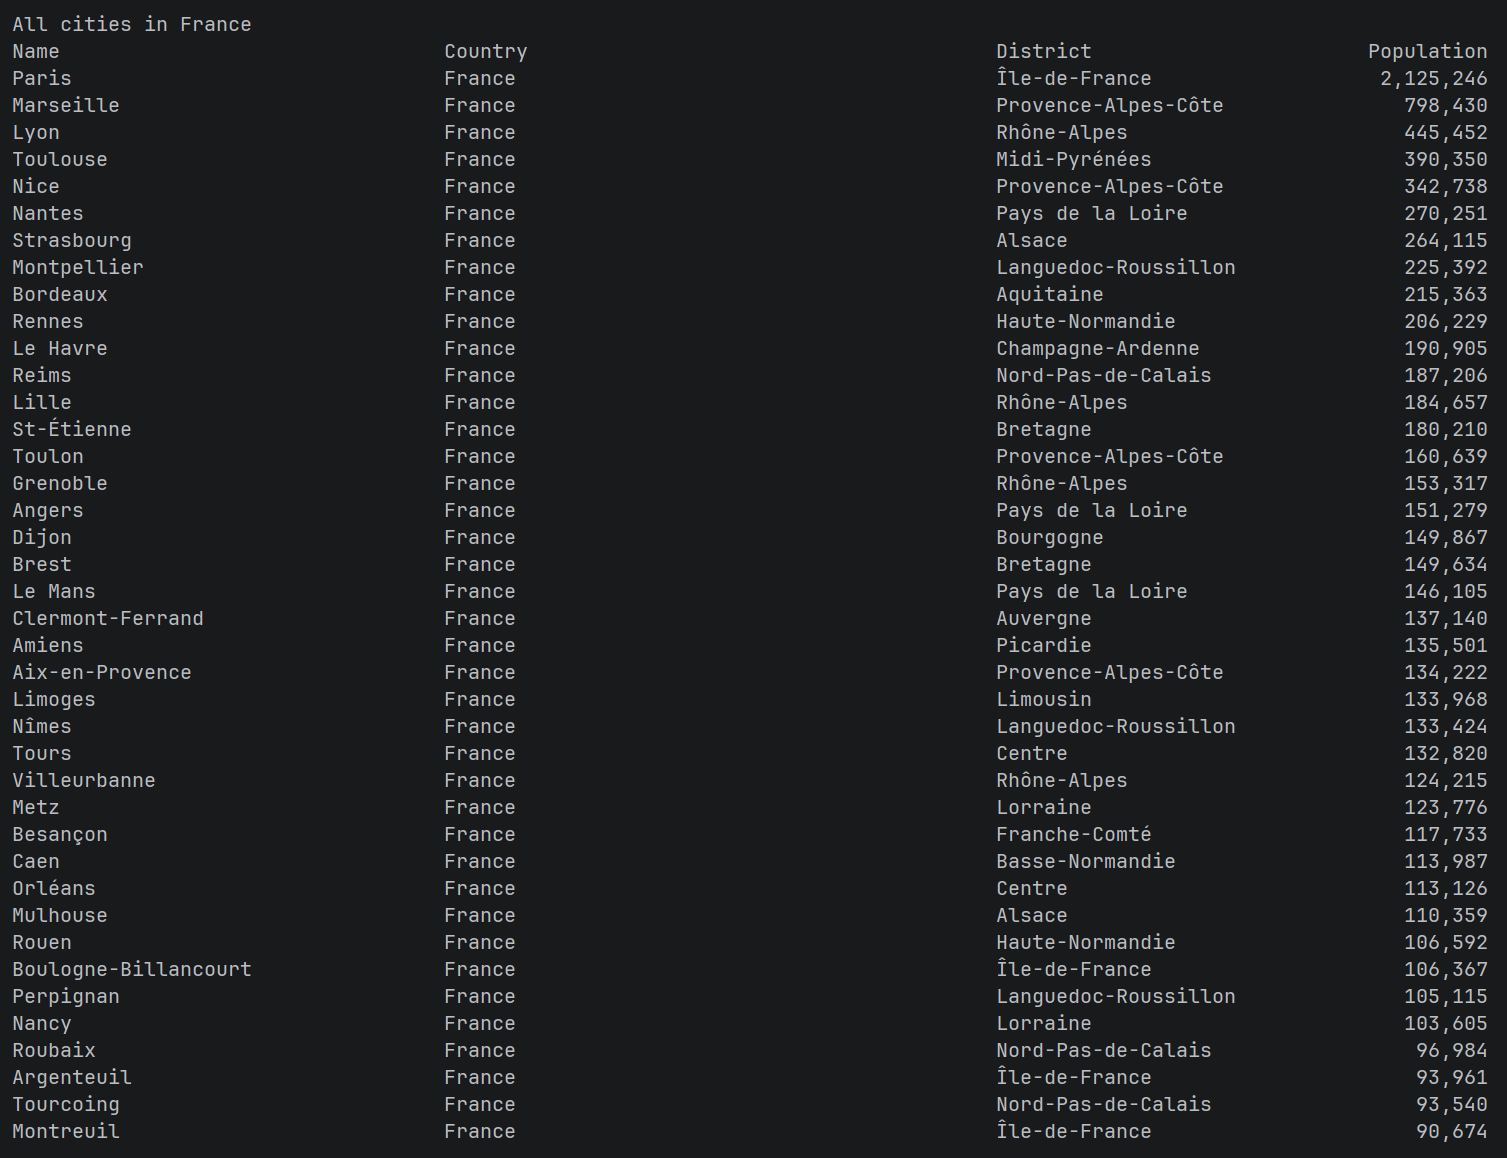 All cities in France
Name Country District Population
Paris France Île-de-France 2,125,246
Marseille France Provence-Alpes-Côte 798,430
Lyon France Rhône-Alpes 445,452
Toulouse France Midi-Pyrénées 390,350
Nice France Provence-Alpes-Côte 342,738
Nantes France Pays de la Loire 270,251
Strasbourg France Alsace 264,115
Montpellier France Languedoc-Roussillon 225,392
Bordeaux France Aquitaine 215,363
Rennes France Haute-Normandie 206,229
Le Havre France Champagne-Ardenne 190,905
Reims France Nord-Pas-de-Calais 187,206
Lille France Rhône-Alpes 184,657
St-Étienne France Bretagne 180,210
Toulon France Provence-Alpes-Côte 160,639
Grenoble France Rhône-Alpes 153,317
Angers France Pays de la Loire 151,279
Dijon France Bourgogne 149,867
Brest France Bretagne 149,634
Le Mans France Pays de la Loire 146,105
Clermont-Ferrand France Auvergne 137,140
Amiens France Picardie 135,501
Aix-en-Provence France Provence-Alpes-Côte 134,222
Limoges France Limousin 133,968
Nîmes France Languedoc-Roussillon 133,424
Tours France Centre 132,820
Villeurbanne France Rhône-Alpes 124,215
Metz France Lorraine 123,776
Besançon France Franche-Comté 117,733
Caen France Basse-Normandie 113,987
Orléans France Centre 113,126
Mulhouse France Alsace 110,359
Rouen France Haute-Normandie 106,592
Boulogne-Billancourt France Île-de-France 106,367
Perpignan France Languedoc-Roussillon 105,115
Nancy France Lorraine 103,605
Roubaix France Nord-Pas-de-Calais 96,984
Argenteuil France Île-de-France 93,961
Tourcoing France Nord-Pas-de-Calais 93,540
Montreuil France Île-de-France 90,674